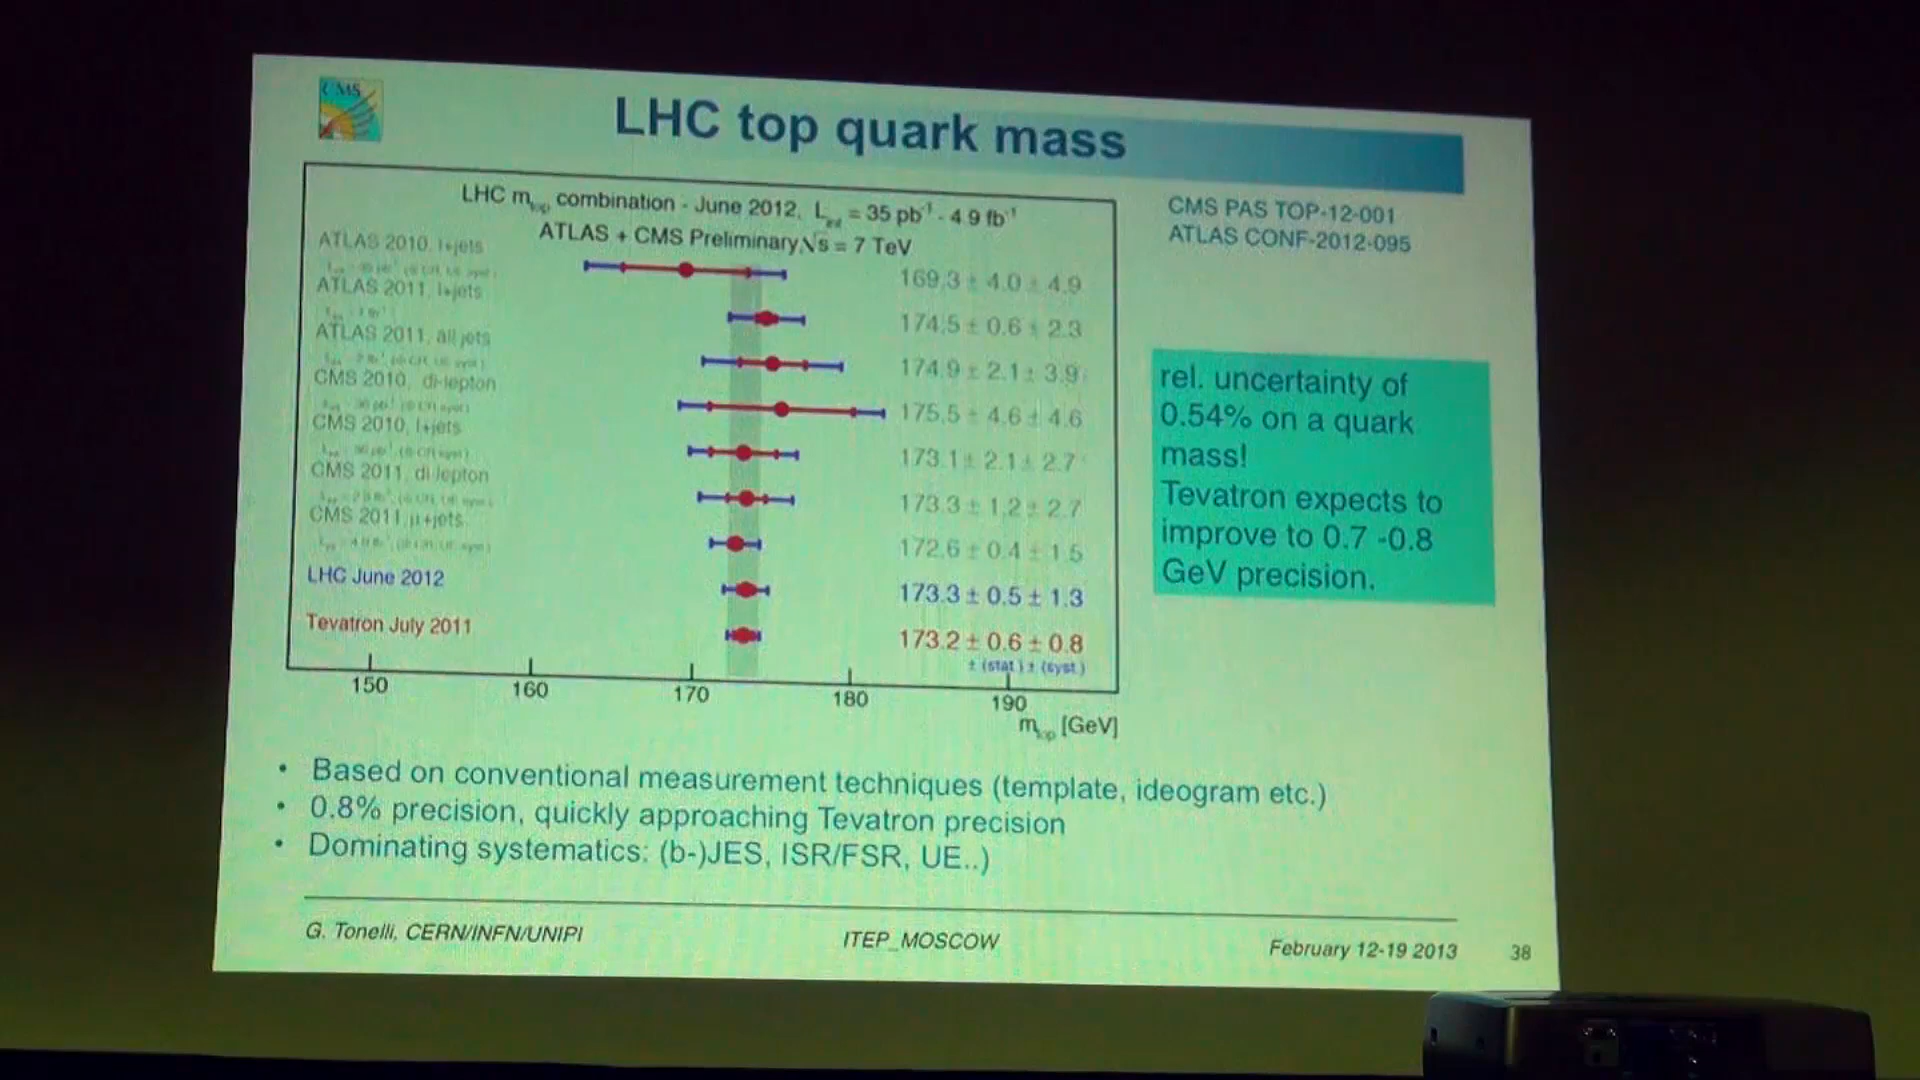 CMS
LHC top quark mass
LHC m_top combination - June 2012, L_int = 35 pb⁻¹ - 4.9 fb⁻¹
ATLAS + CMS Preliminary, √s = 7 TeV
ATLAS 2010, l+jets
169.3 ± 4.0 ± 4.9
ATLAS 2011, l+jets
174.5 ± 0.6 ± 2.3
ATLAS 2011, all jets
174.9 ± 2.1 ± 3.9
CMS 2010, di-lepton
175.5 ± 4.6 ± 4.6
CMS 2010, l+jets
173.1 ± 2.1 ± 2.7
CMS 2011, di-lepton
173.3 ± 1.2 ± 2.7
CMS 2011, μ+jets
172.6 ± 0.4 ± 1.5
LHC June 2012
173.3 ± 0.5 ± 1.3
Tevatron July 2011
173.2 ± 0.6 ± 0.8
± (stat.) ± (syst.)
150 160 170 180 190
m_top [GeV]
CMS PAS TOP-12-001
ATLAS CONF-2012-095
rel. uncertainty of
0.54% on a quark
mass!
Tevatron expects to
improve to 0.7 -0.8
GeV precision.
• Based on conventional measurement techniques (template, ideogram etc.)
• 0.8% precision, quickly approaching Tevatron precision
• Dominating systematics: (b-)JES, ISR/FSR, UE..)
G. Tonelli, CERN/INFN/UNIPI
ITEP_MOSCOW
February 12-19 2013
38